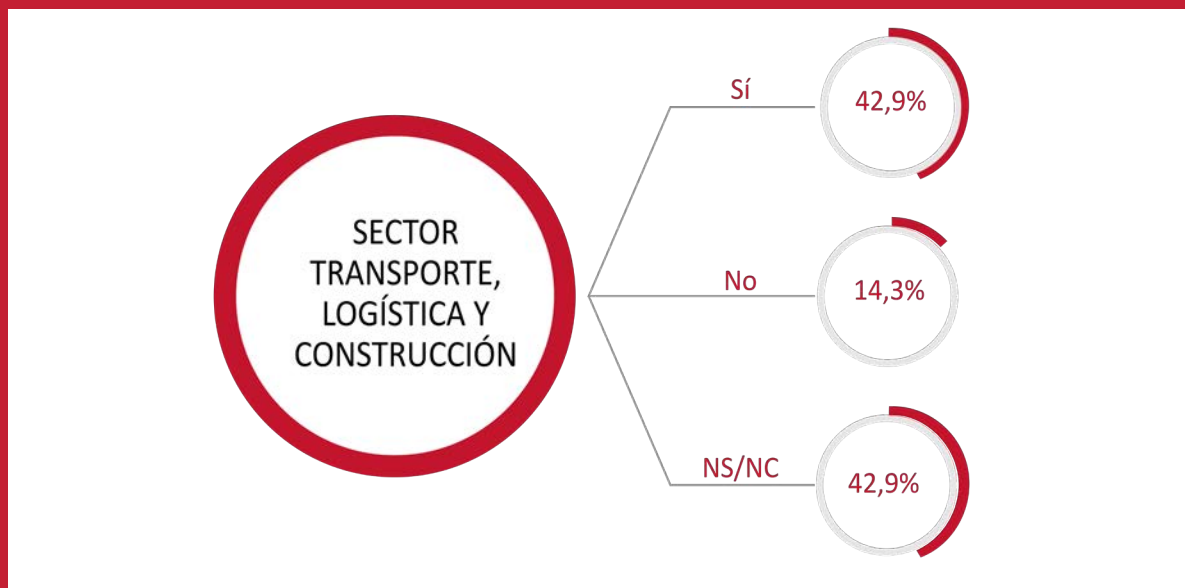 SECTOR
TRANSPORTE,
LOGÍSTICA Y
CONSTRUCCIÓN
Sí
42,9%
No
14,3%
NS/NC
42,9%